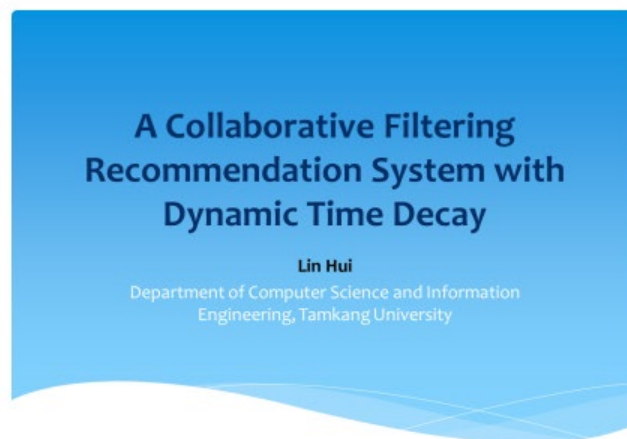 A Collaborative Filtering
Recommendation System with
Dynamic Time Decay
Lin Hui
Department of Computer Science and Information
Engineering, Tamkang University